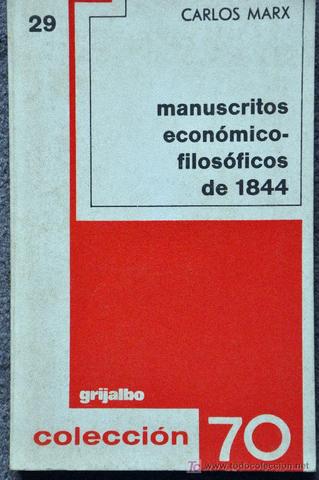 29
CARLOS MARX
manuscritos
económico-
filosóficos
de 1844
grijalbo
colección 70
www.todocoleccion.net